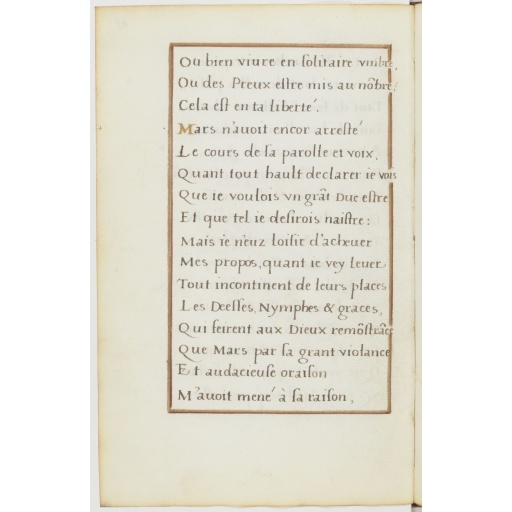 Ou bien viure en ſolitaire vmbre,
Ou des Preux eſtre mis au nõbre:
Cela eſt en ta liberté.
Mars n'auoit encor arreſté
Le cours de ſa parolle et voix,
Quant tout hault declarer ie vois
Que ie voulois vn grãt Duc eſtre
Et que tel ie deſirois naiſtre:
Mais ie n'euz loiſir d'acheuer
Mes propos, quant ie vey leuer
Tout incontinent de leurs places
Les Deeſſes, Nymphes & graces,
Qui feirent aux Dieux remõſtrãce
Que Mars par ſa grant violance
Et audacieuſe oraiſon
M'auoit mené à ſa raiſon,